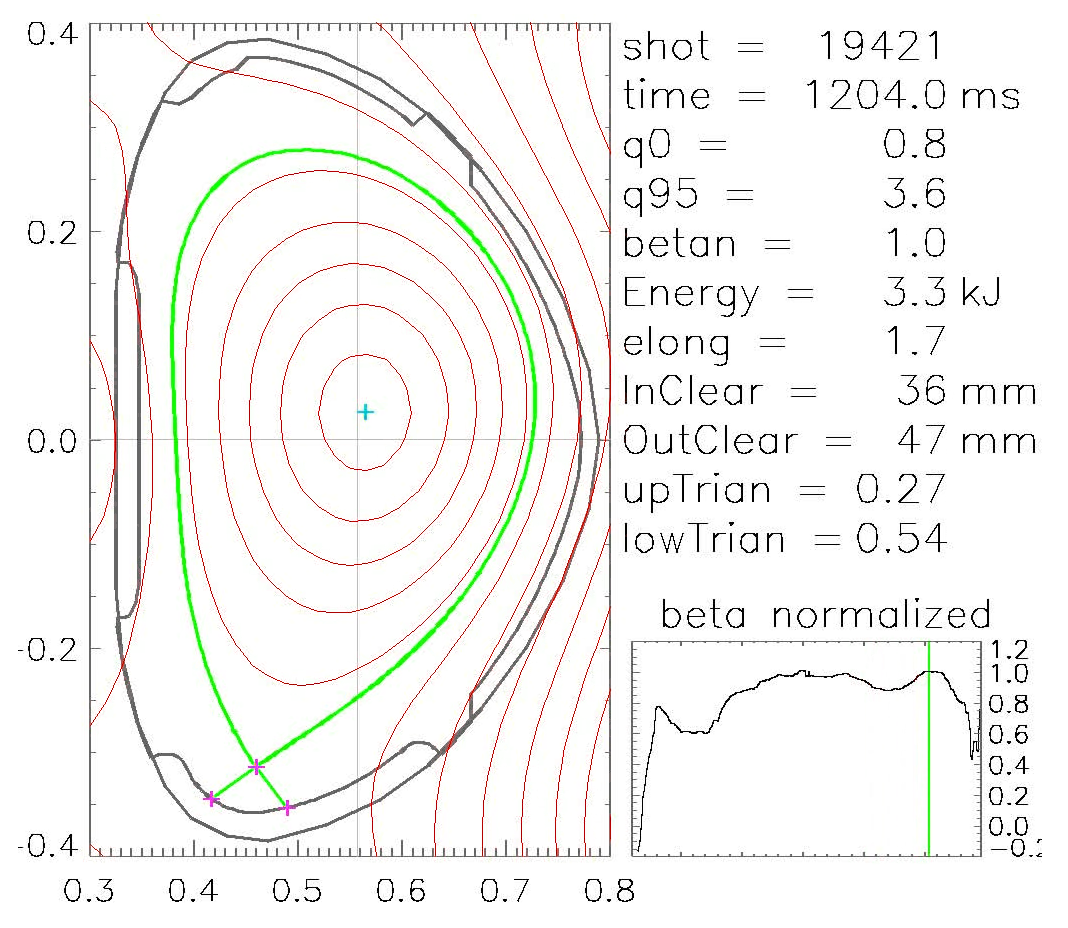 0.4
0.2
0.0
-0.2
-0.4
0.3 0.4 0.5 0.6 0.7 0.8
shot = 19421
time = 1204.0 ms
q0 = 0.8
q95 = 3.6
betan = 1.0
Energy = 3.3 kJ
elong = 1.7
InClear = 36 mm
OutClear = 47 mm
upTrian = 0.27
lowTrian = 0.54
beta normalized
1.2
1.0
0.8
0.6
0.4
0.2
0.0